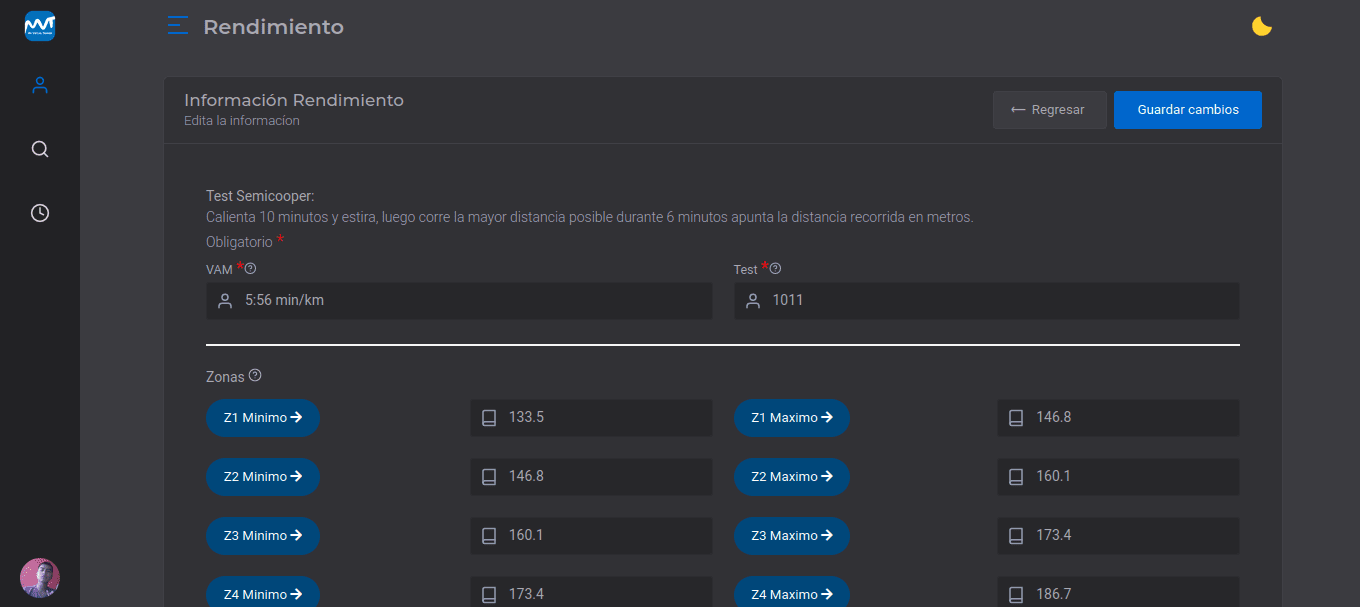 Rendimiento
Información Rendimiento
Edita la informacíon
← Regresar
Guardar cambios
Test Semicooper:
Calienta 10 minutos y estira, luego corre la mayor distancia posible durante 6 minutos apunta la distancia recorrida en metros.
Obligatorio *
VAM *
Test *
5:56 min/km
1011
Zonas
Z1 Minimo → 133.5 Z1 Maximo → 146.8
Z2 Minimo → 146.8 Z2 Maximo → 160.1
Z3 Minimo → 160.1 Z3 Maximo → 173.4
Z4 Minimo → 173.4 Z4 Maximo → 186.7